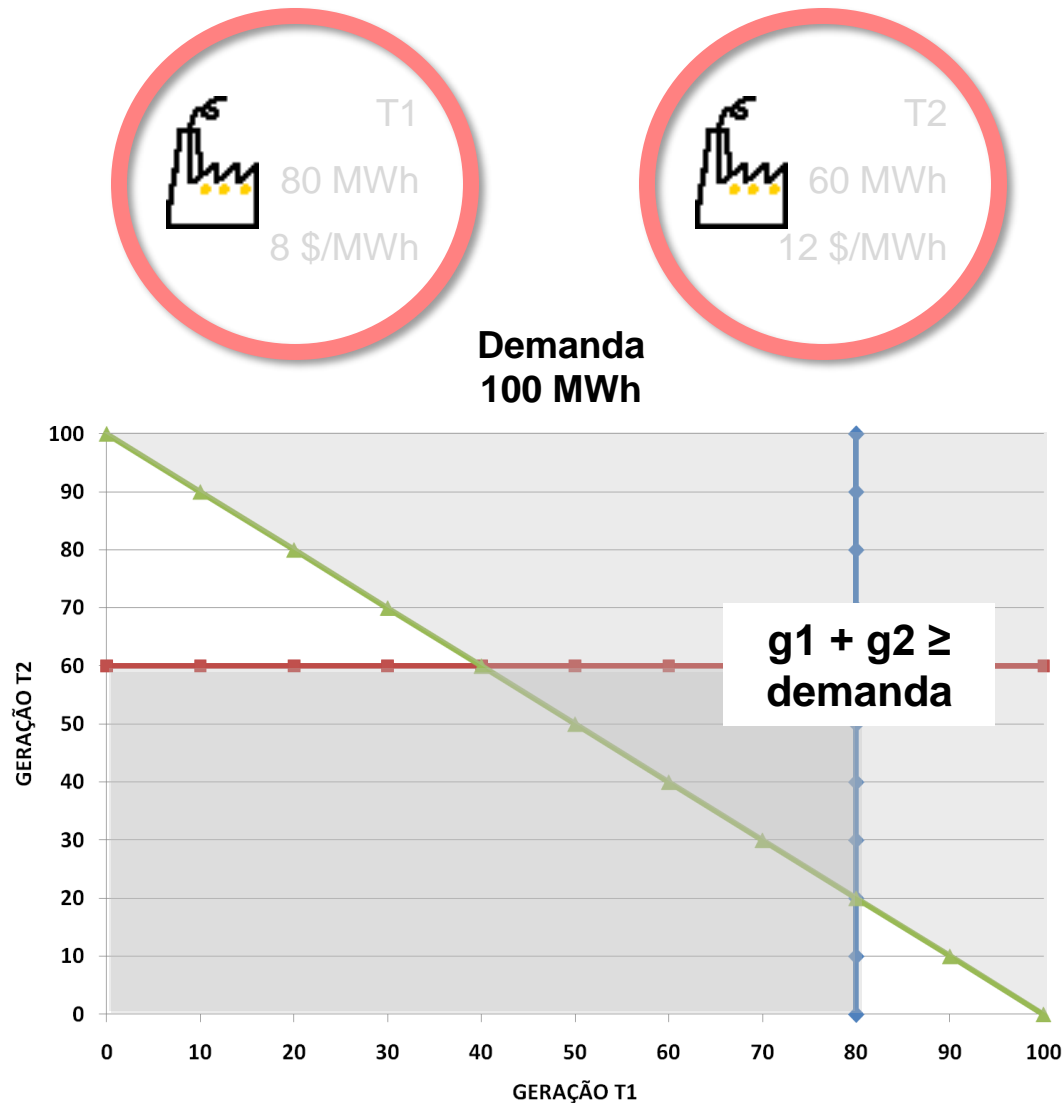 T1
80 MWh
8 $/MWh
T2
60 MWh
12 $/MWh
Demanda
100 MWh
100
90
80
70
60
50
40
30
20
10
0
GERAÇÃO T2
g1 + g2 ≥
demanda
0 10 20 30 40 50 60 70 80 90 100
GERAÇÃO T1